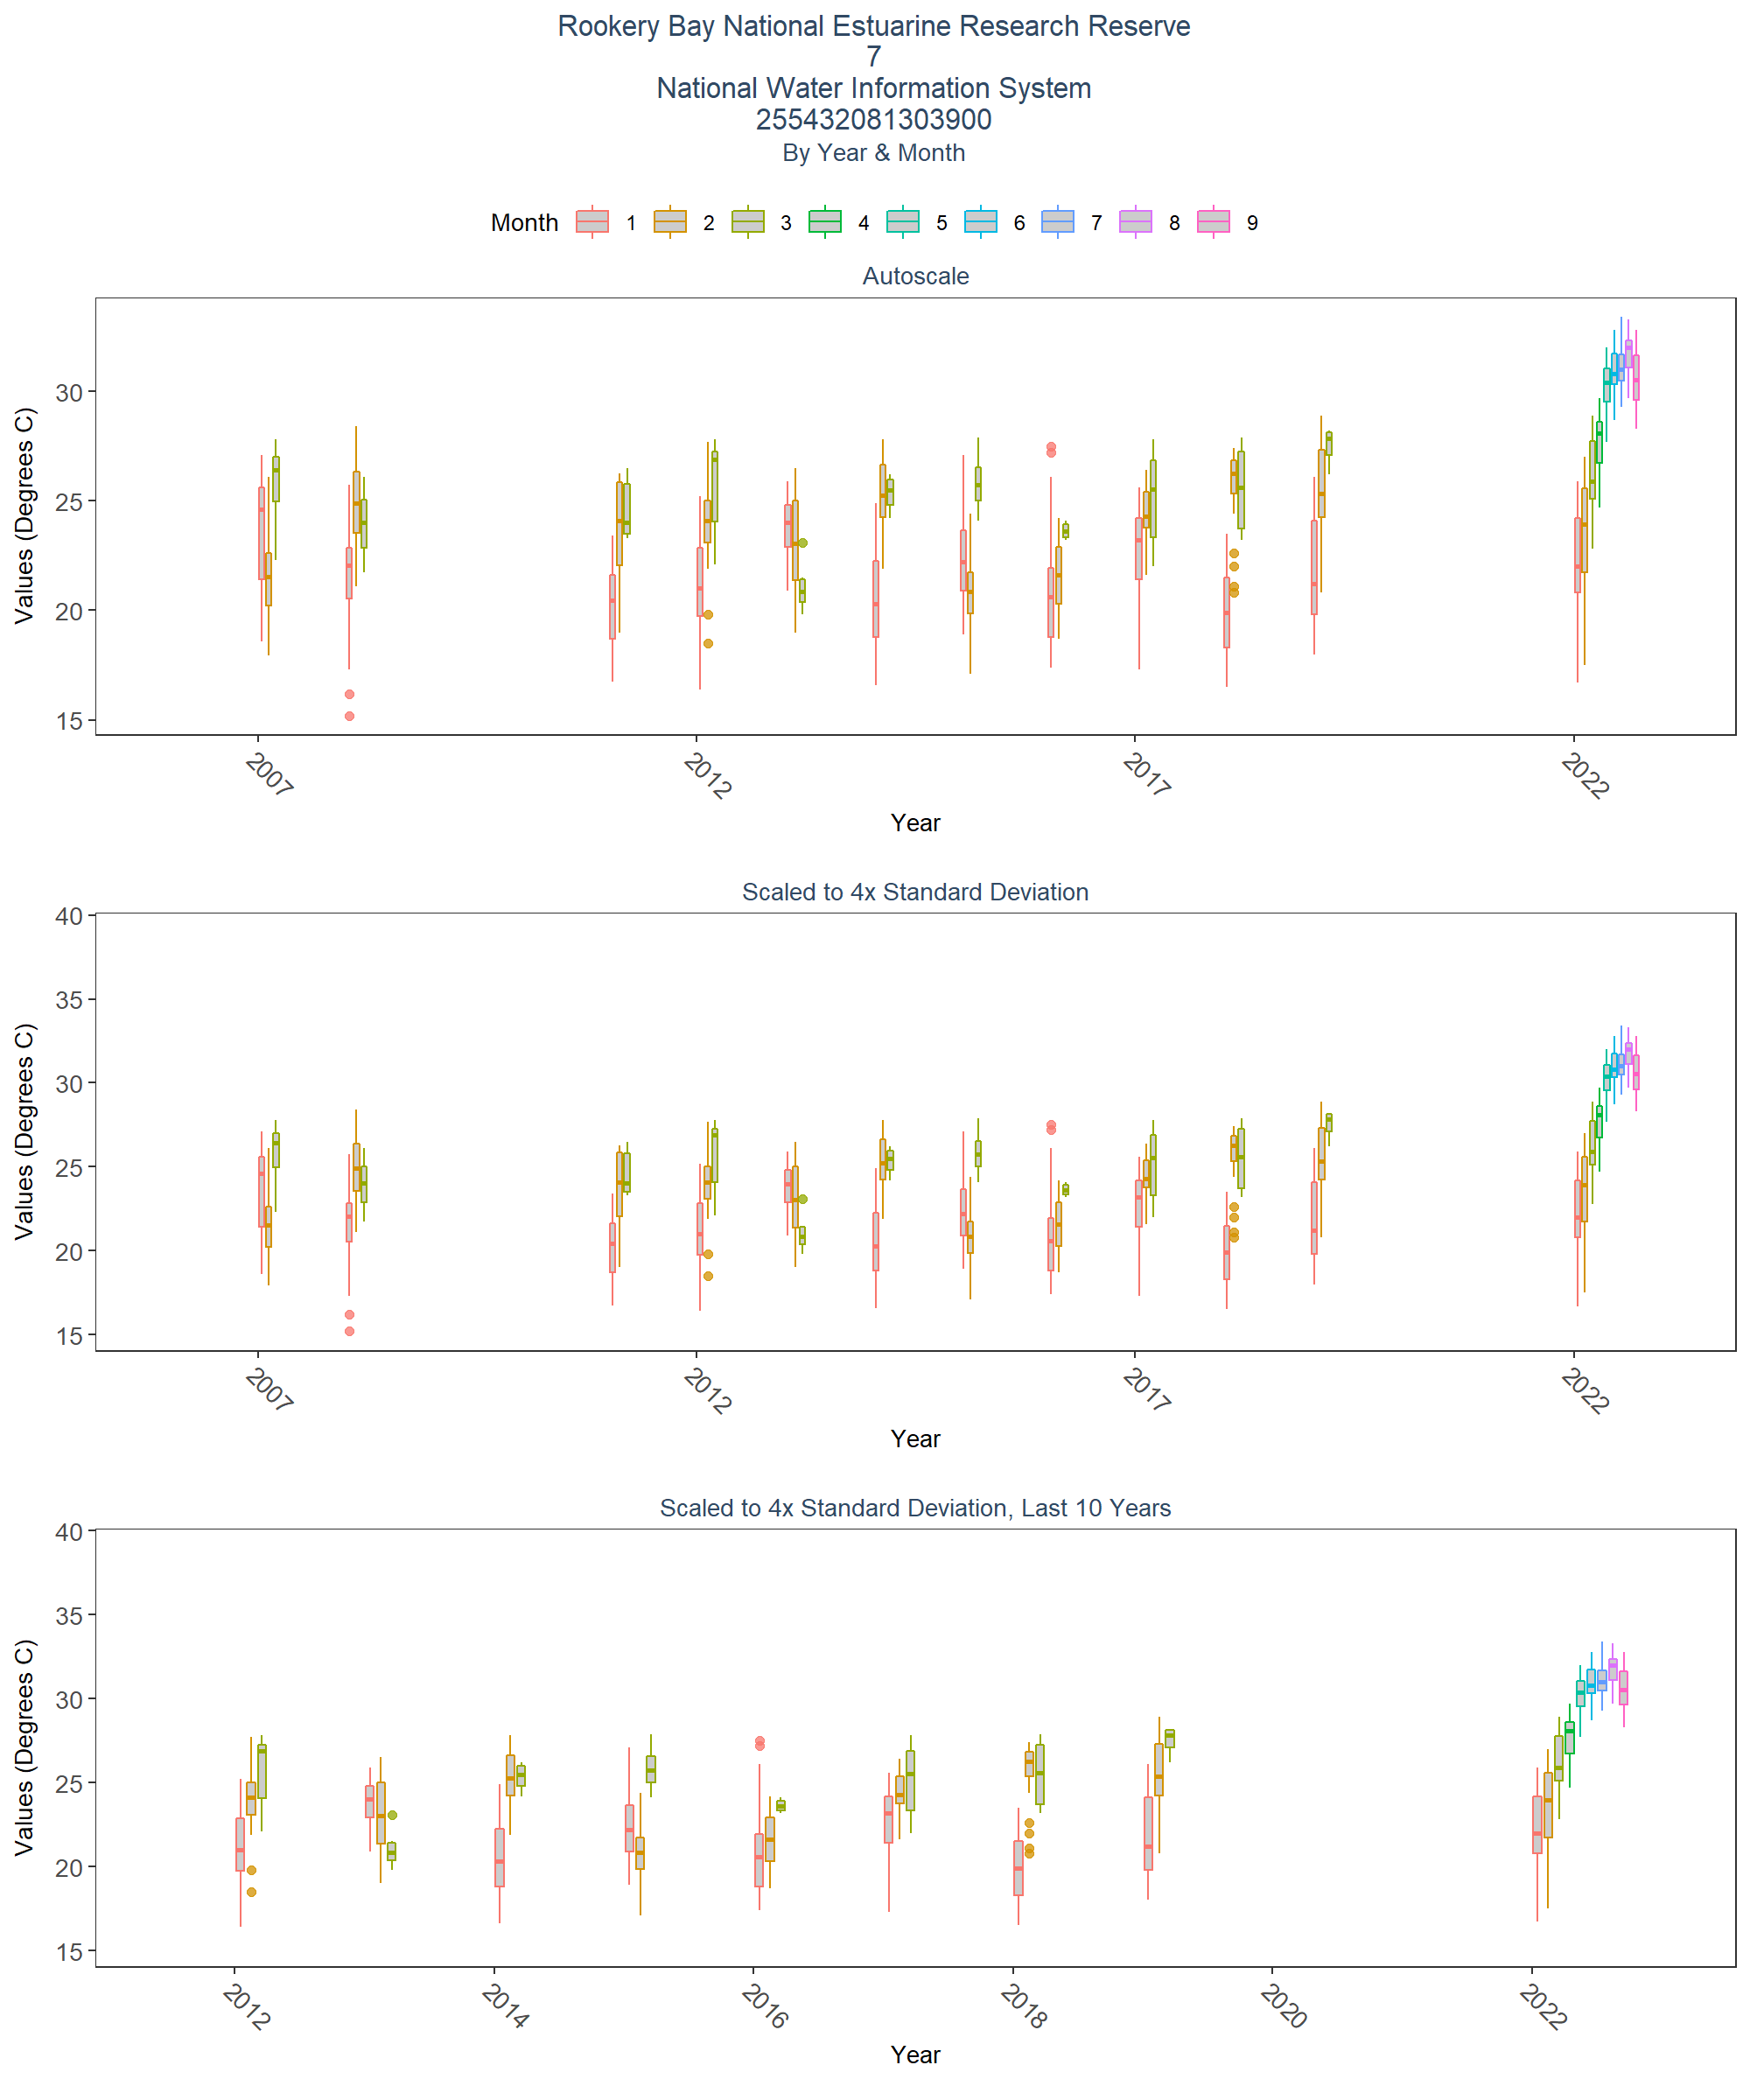 Rookery Bay National Estuarine Research Reserve
7
National Water Information System
255432081303900
By Year & Month
Month 1 2 3 4 5 6 7 8 9
Autoscale
Values (Degrees C)
30
25
20
15
2007 2012 2017 2022
Year
Scaled to 4x Standard Deviation
Values (Degrees C)
40
35
30
25
20
15
2007 2012 2017 2022
Year
Scaled to 4x Standard Deviation, Last 10 Years
Values (Degrees C)
40
35
30
25
20
15
2012 2014 2016 2018 2020 2022
Year